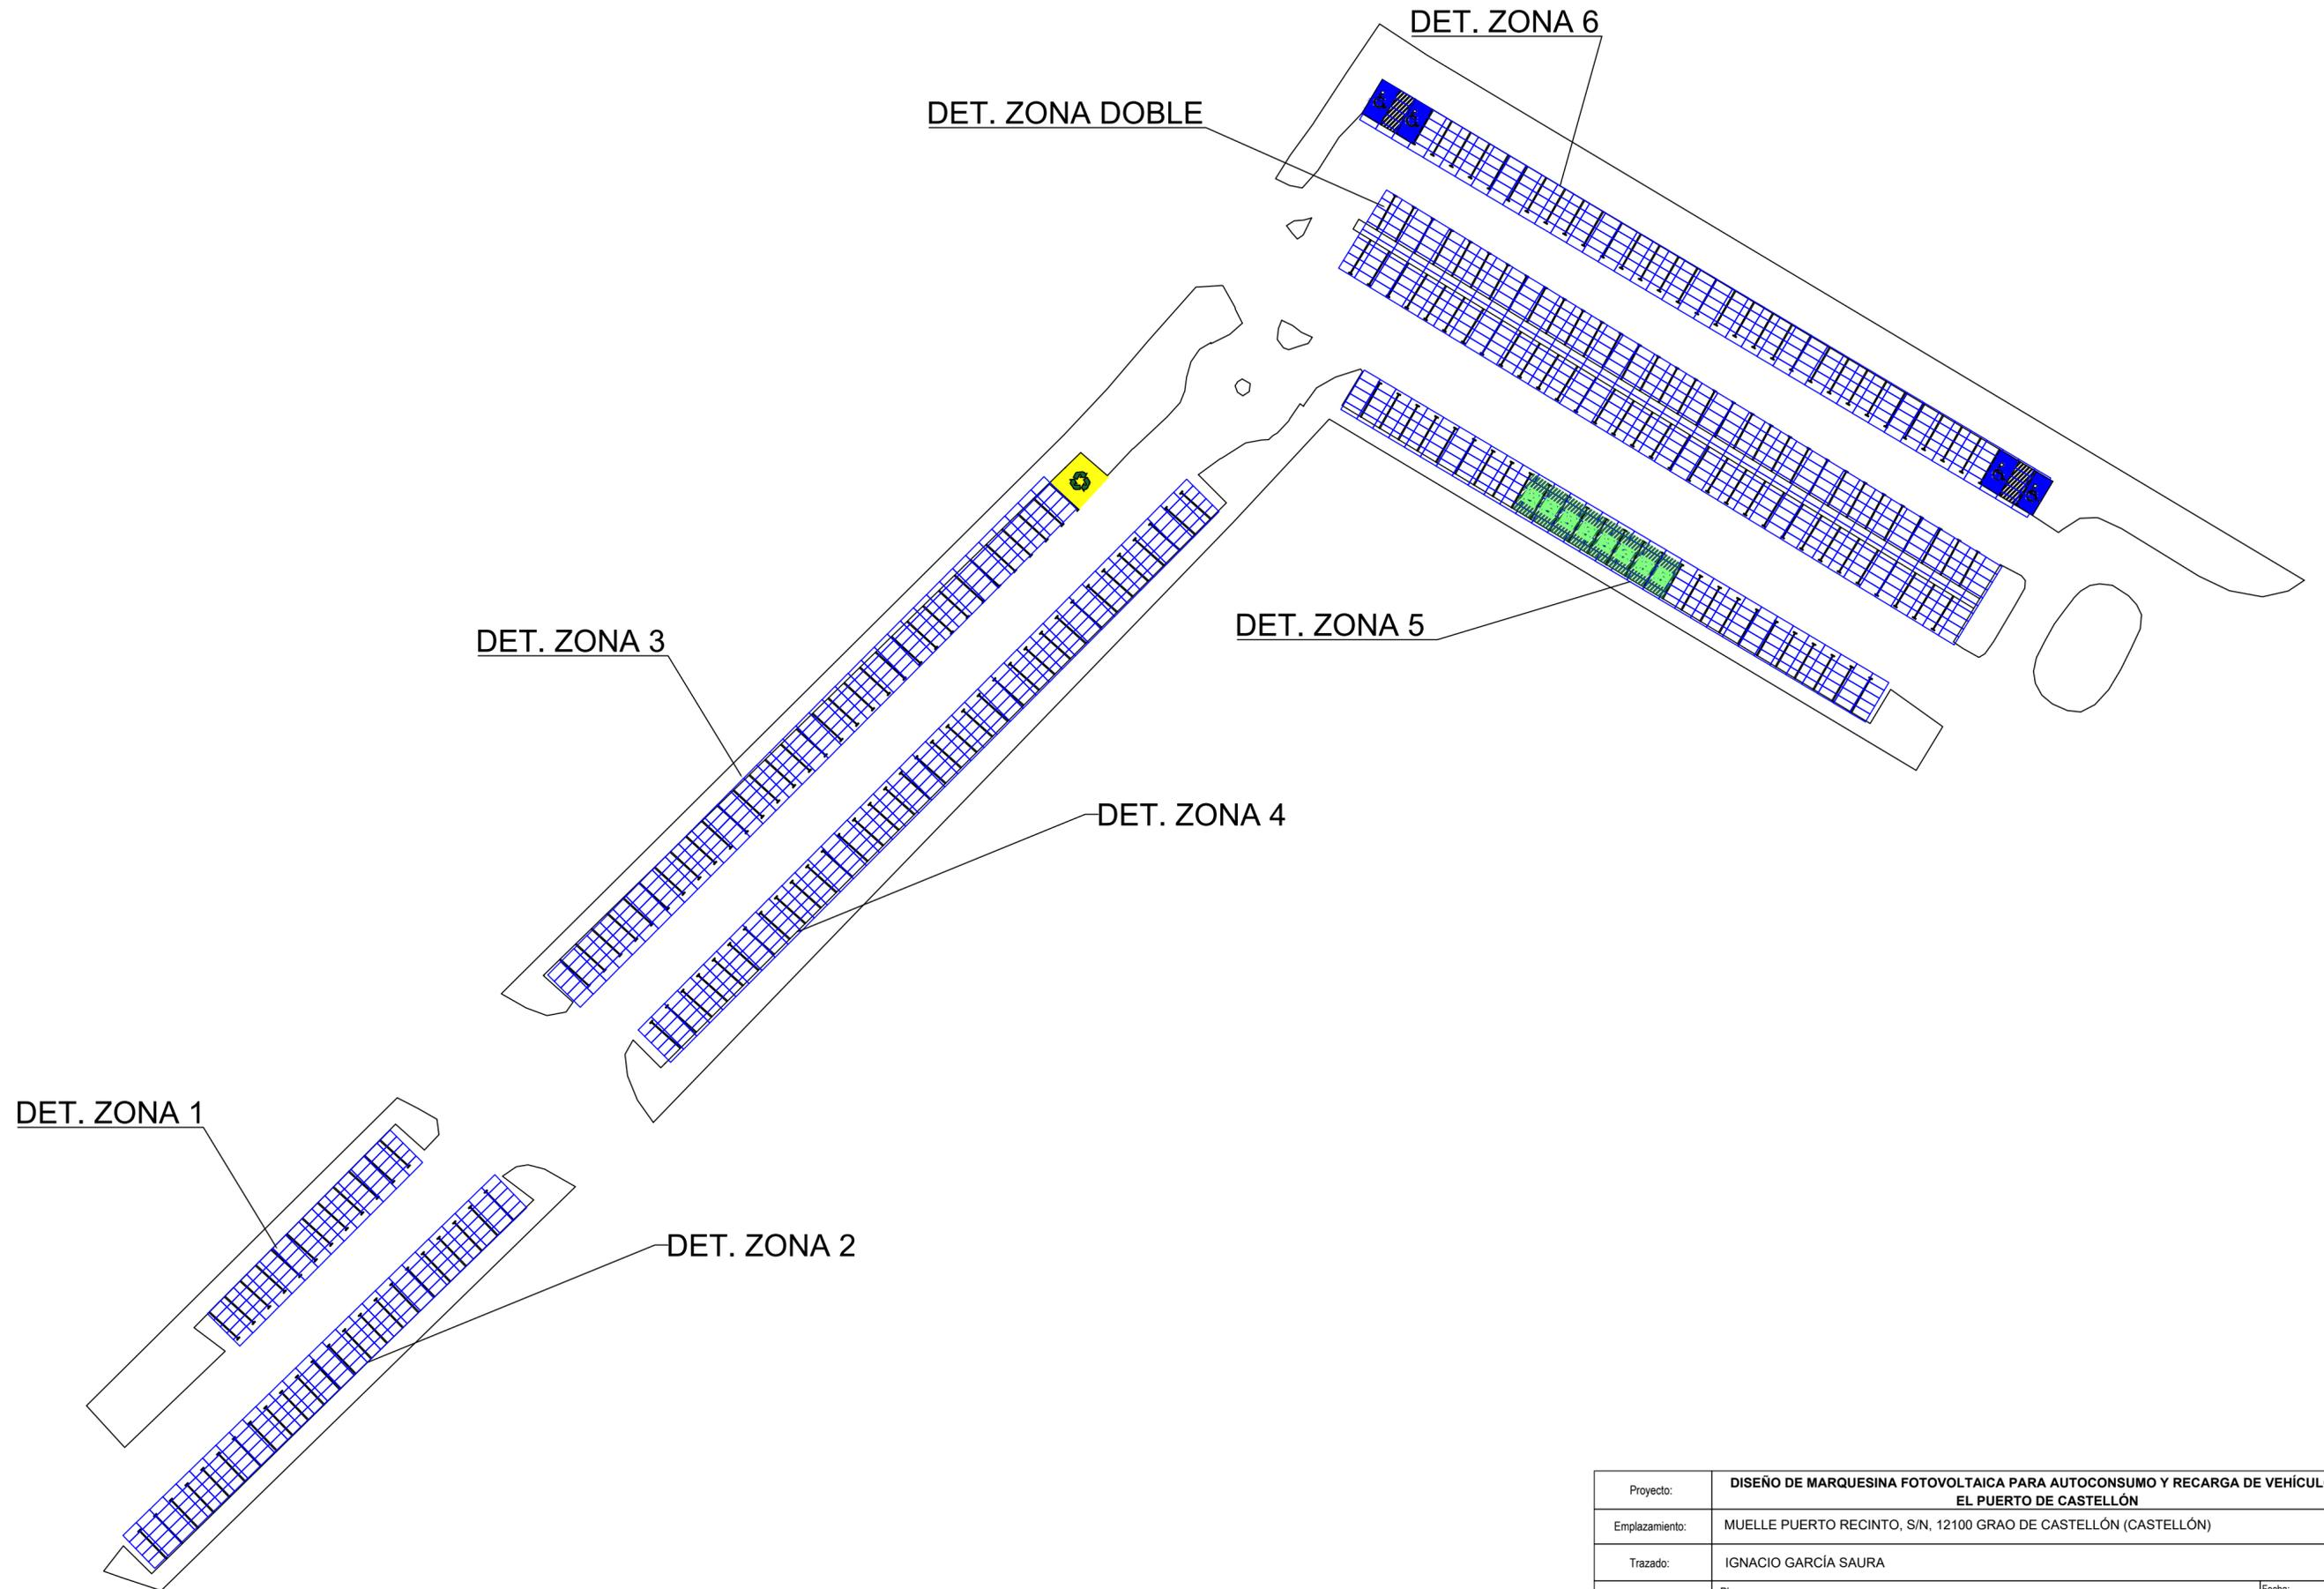 DET. ZONA 6
DET. ZONA DOBLE
DET. ZONA 5
DET. ZONA 3
DET. ZONA 4
DET. ZONA 1
DET. ZONA 2
Proyecto:
DISEÑO DE MARQUESINA FOTOVOLTAICA PARA AUTOCONSUMO Y RECARGA DE VEHÍCUL
EL PUERTO DE CASTELLÓN
Emplazamiento:
MUELLE PUERTO RECINTO, S/N, 12100 GRAO DE CASTELLÓN (CASTELLÓN)
Trazado:
IGNACIO GARCÍA SAURA
Fecha: